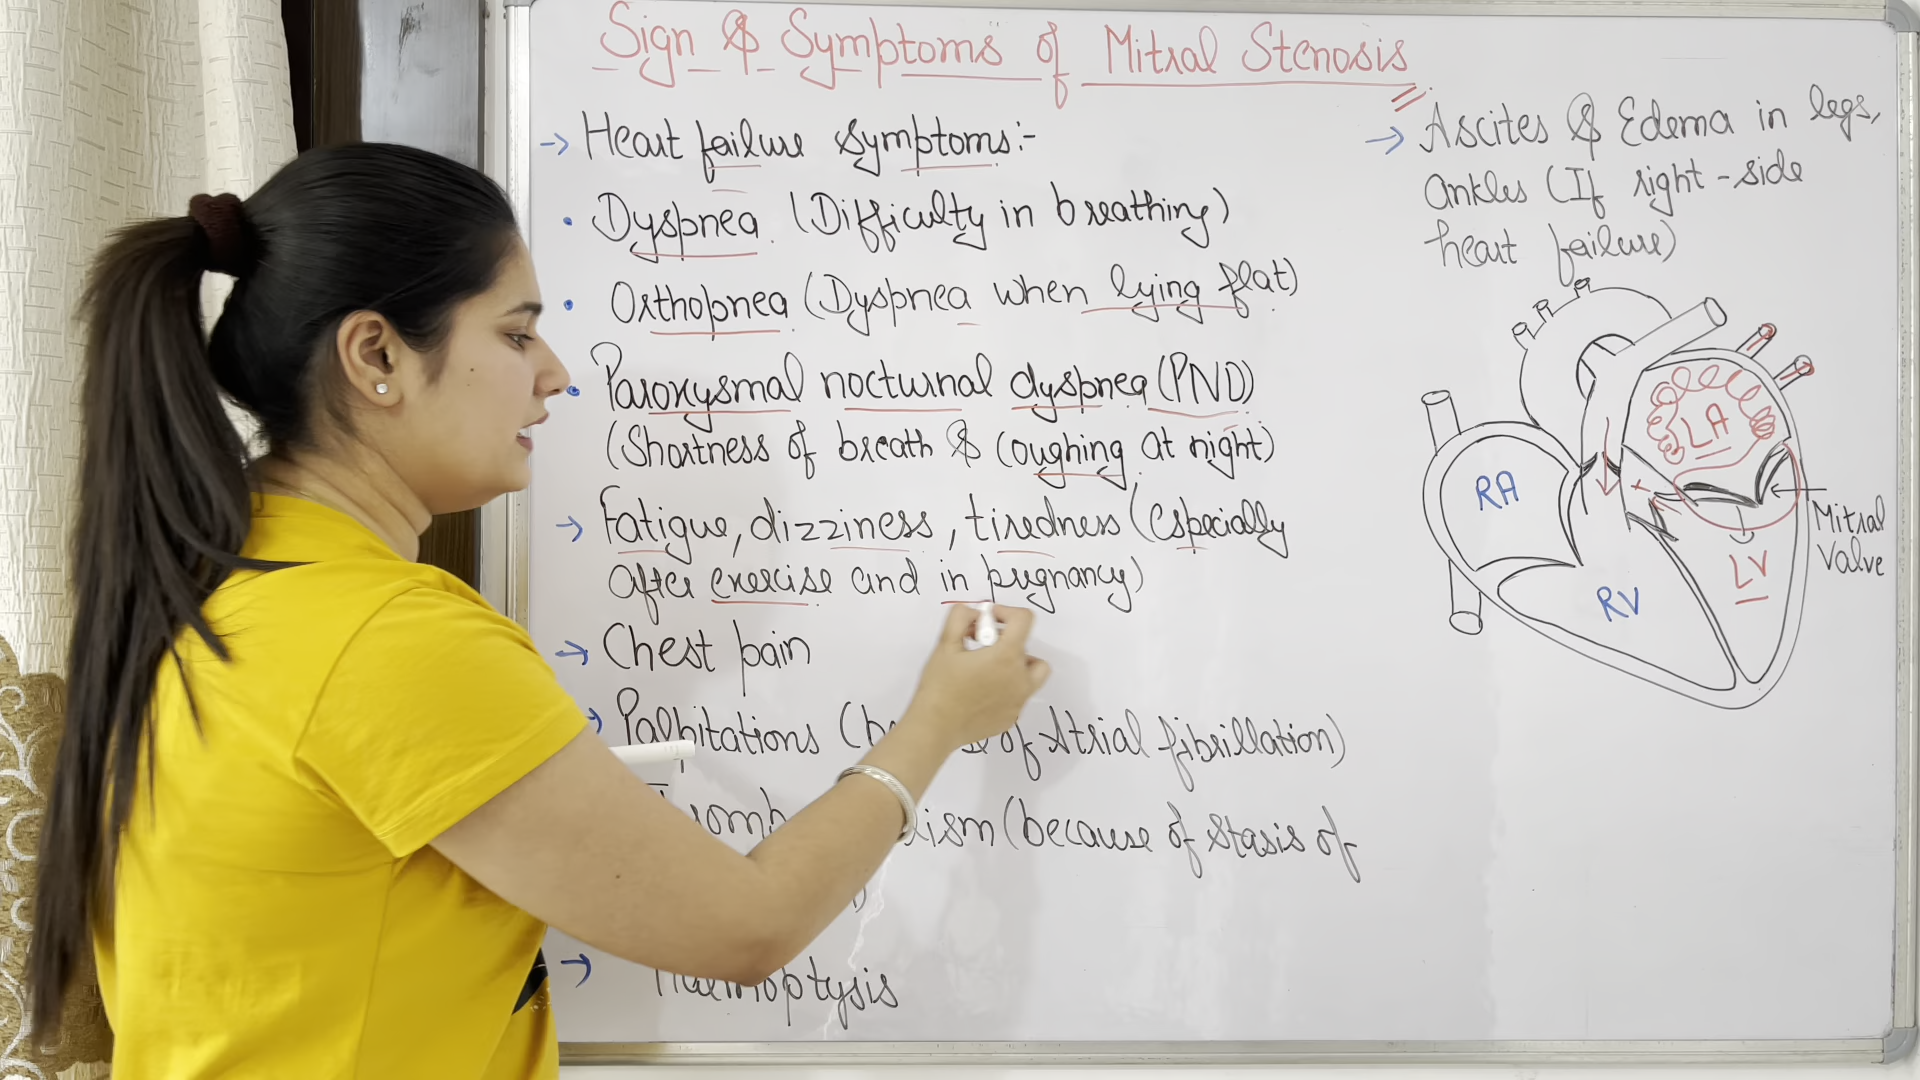 Sign & Symptoms of Mitral Stenosis
→ Heart failure symptoms:-
• Dyspnea (Difficulty in breathing)
• Orthopnea (Dyspnea when lying flat)
• Paroxysmal nocturnal dyspnea (PND)
(Shortness of breath & Coughing at night)
→ Fatigue, dizziness, tiredness (especially
after exercise and in pregnancy)
→ Chest pain
→ Palpitations ( of Atrial fibrillation)
(because of stasis of
→
→ Ascites & Edema in legs,
ankles (If right-side
heart failure)
LA
RA
Mitral
Valve
LV
RV